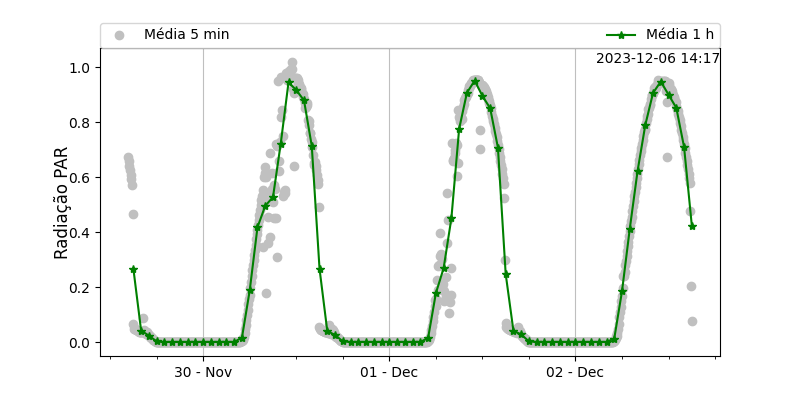 Média 5 min
Média 1 h
2023-12-06 14:17
Radiação PAR
1.0
0.8
0.6
0.4
0.2
0.0
30 - Nov
01 - Dec
02 - Dec